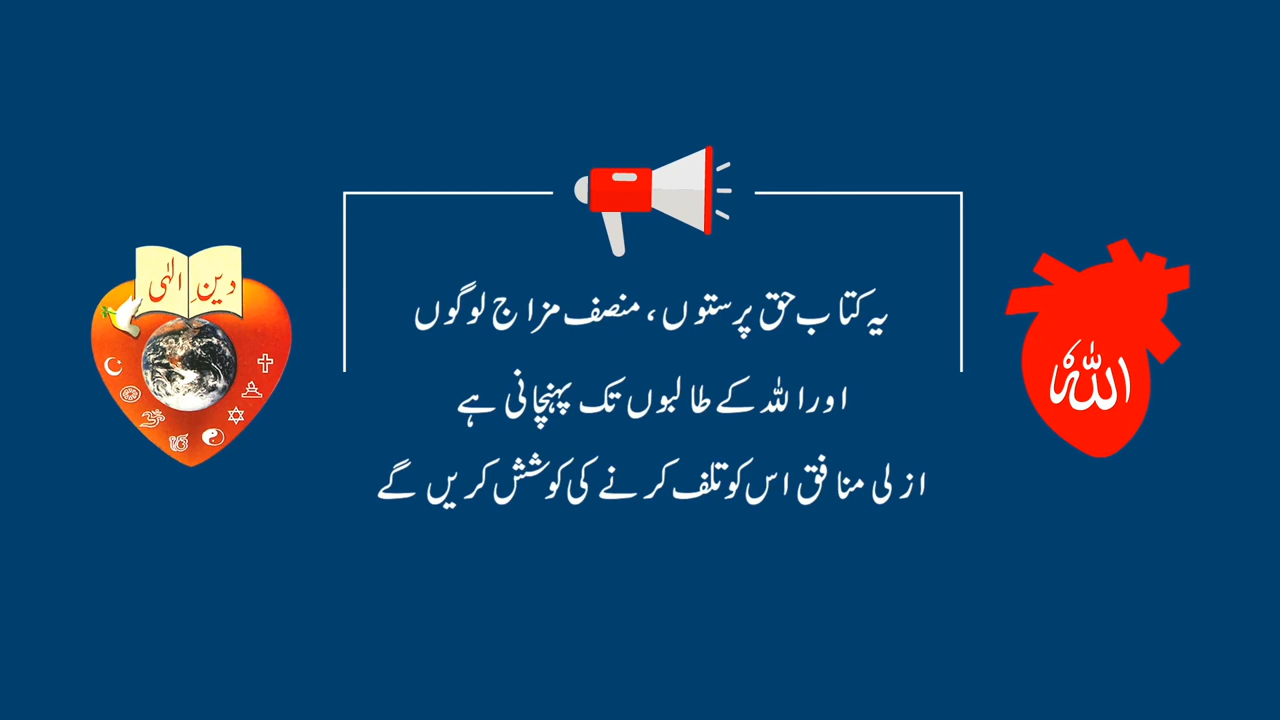 دینِ الٰہی
یہ کتاب حق پرستوں، منصف مزاج لوگوں
اور اللہ کے طالبوں تک پہنچانی ہے
ازلی منافق اس کو تلف کرنے کی کوشش کریں گے
اللہ